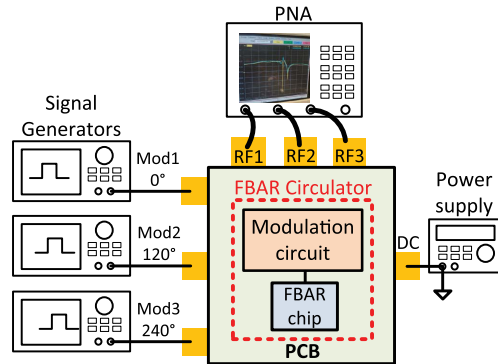 PNA
Signal
Generators
RF1
RF2
RF3
Mod1
0°
FBAR Circulator
Power
supply
Modulation
circuit
Mod2
120°
DC
FBAR
chip
Mod3
240°
PCB